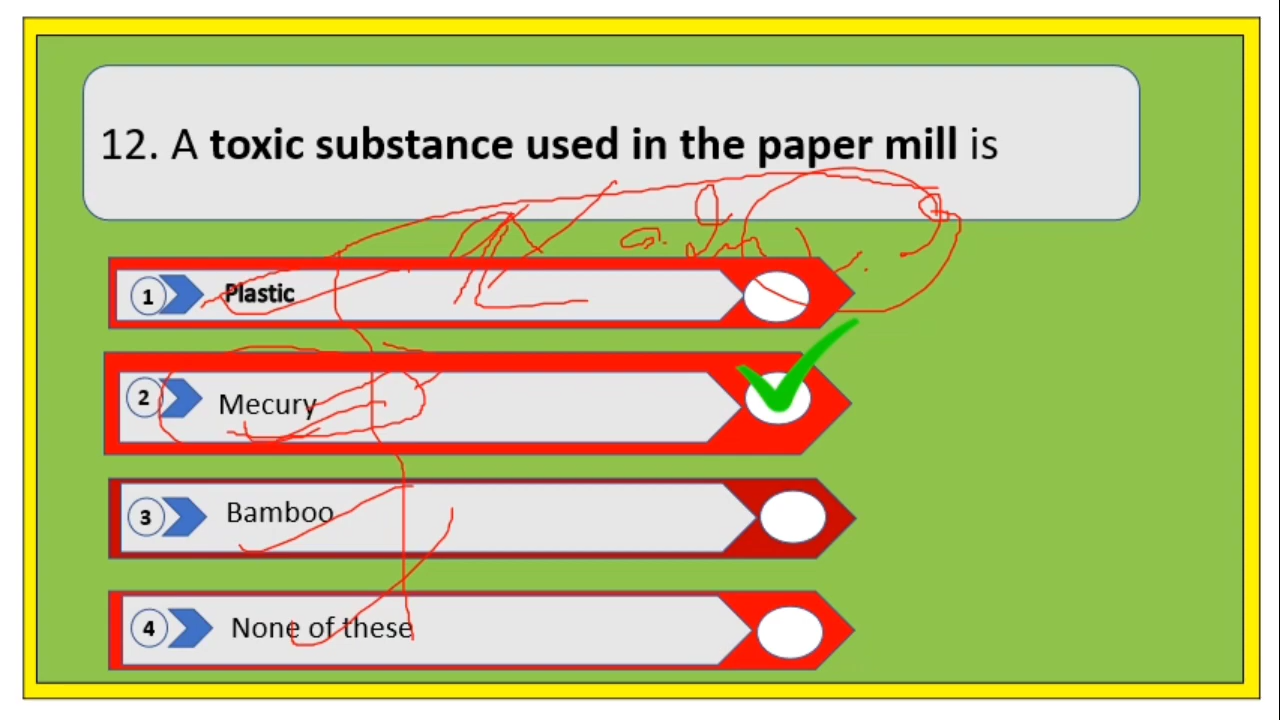 12. A toxic substance used in the paper mill is
1 Plastic
2 Mecury
3 Bamboo
4 None of these